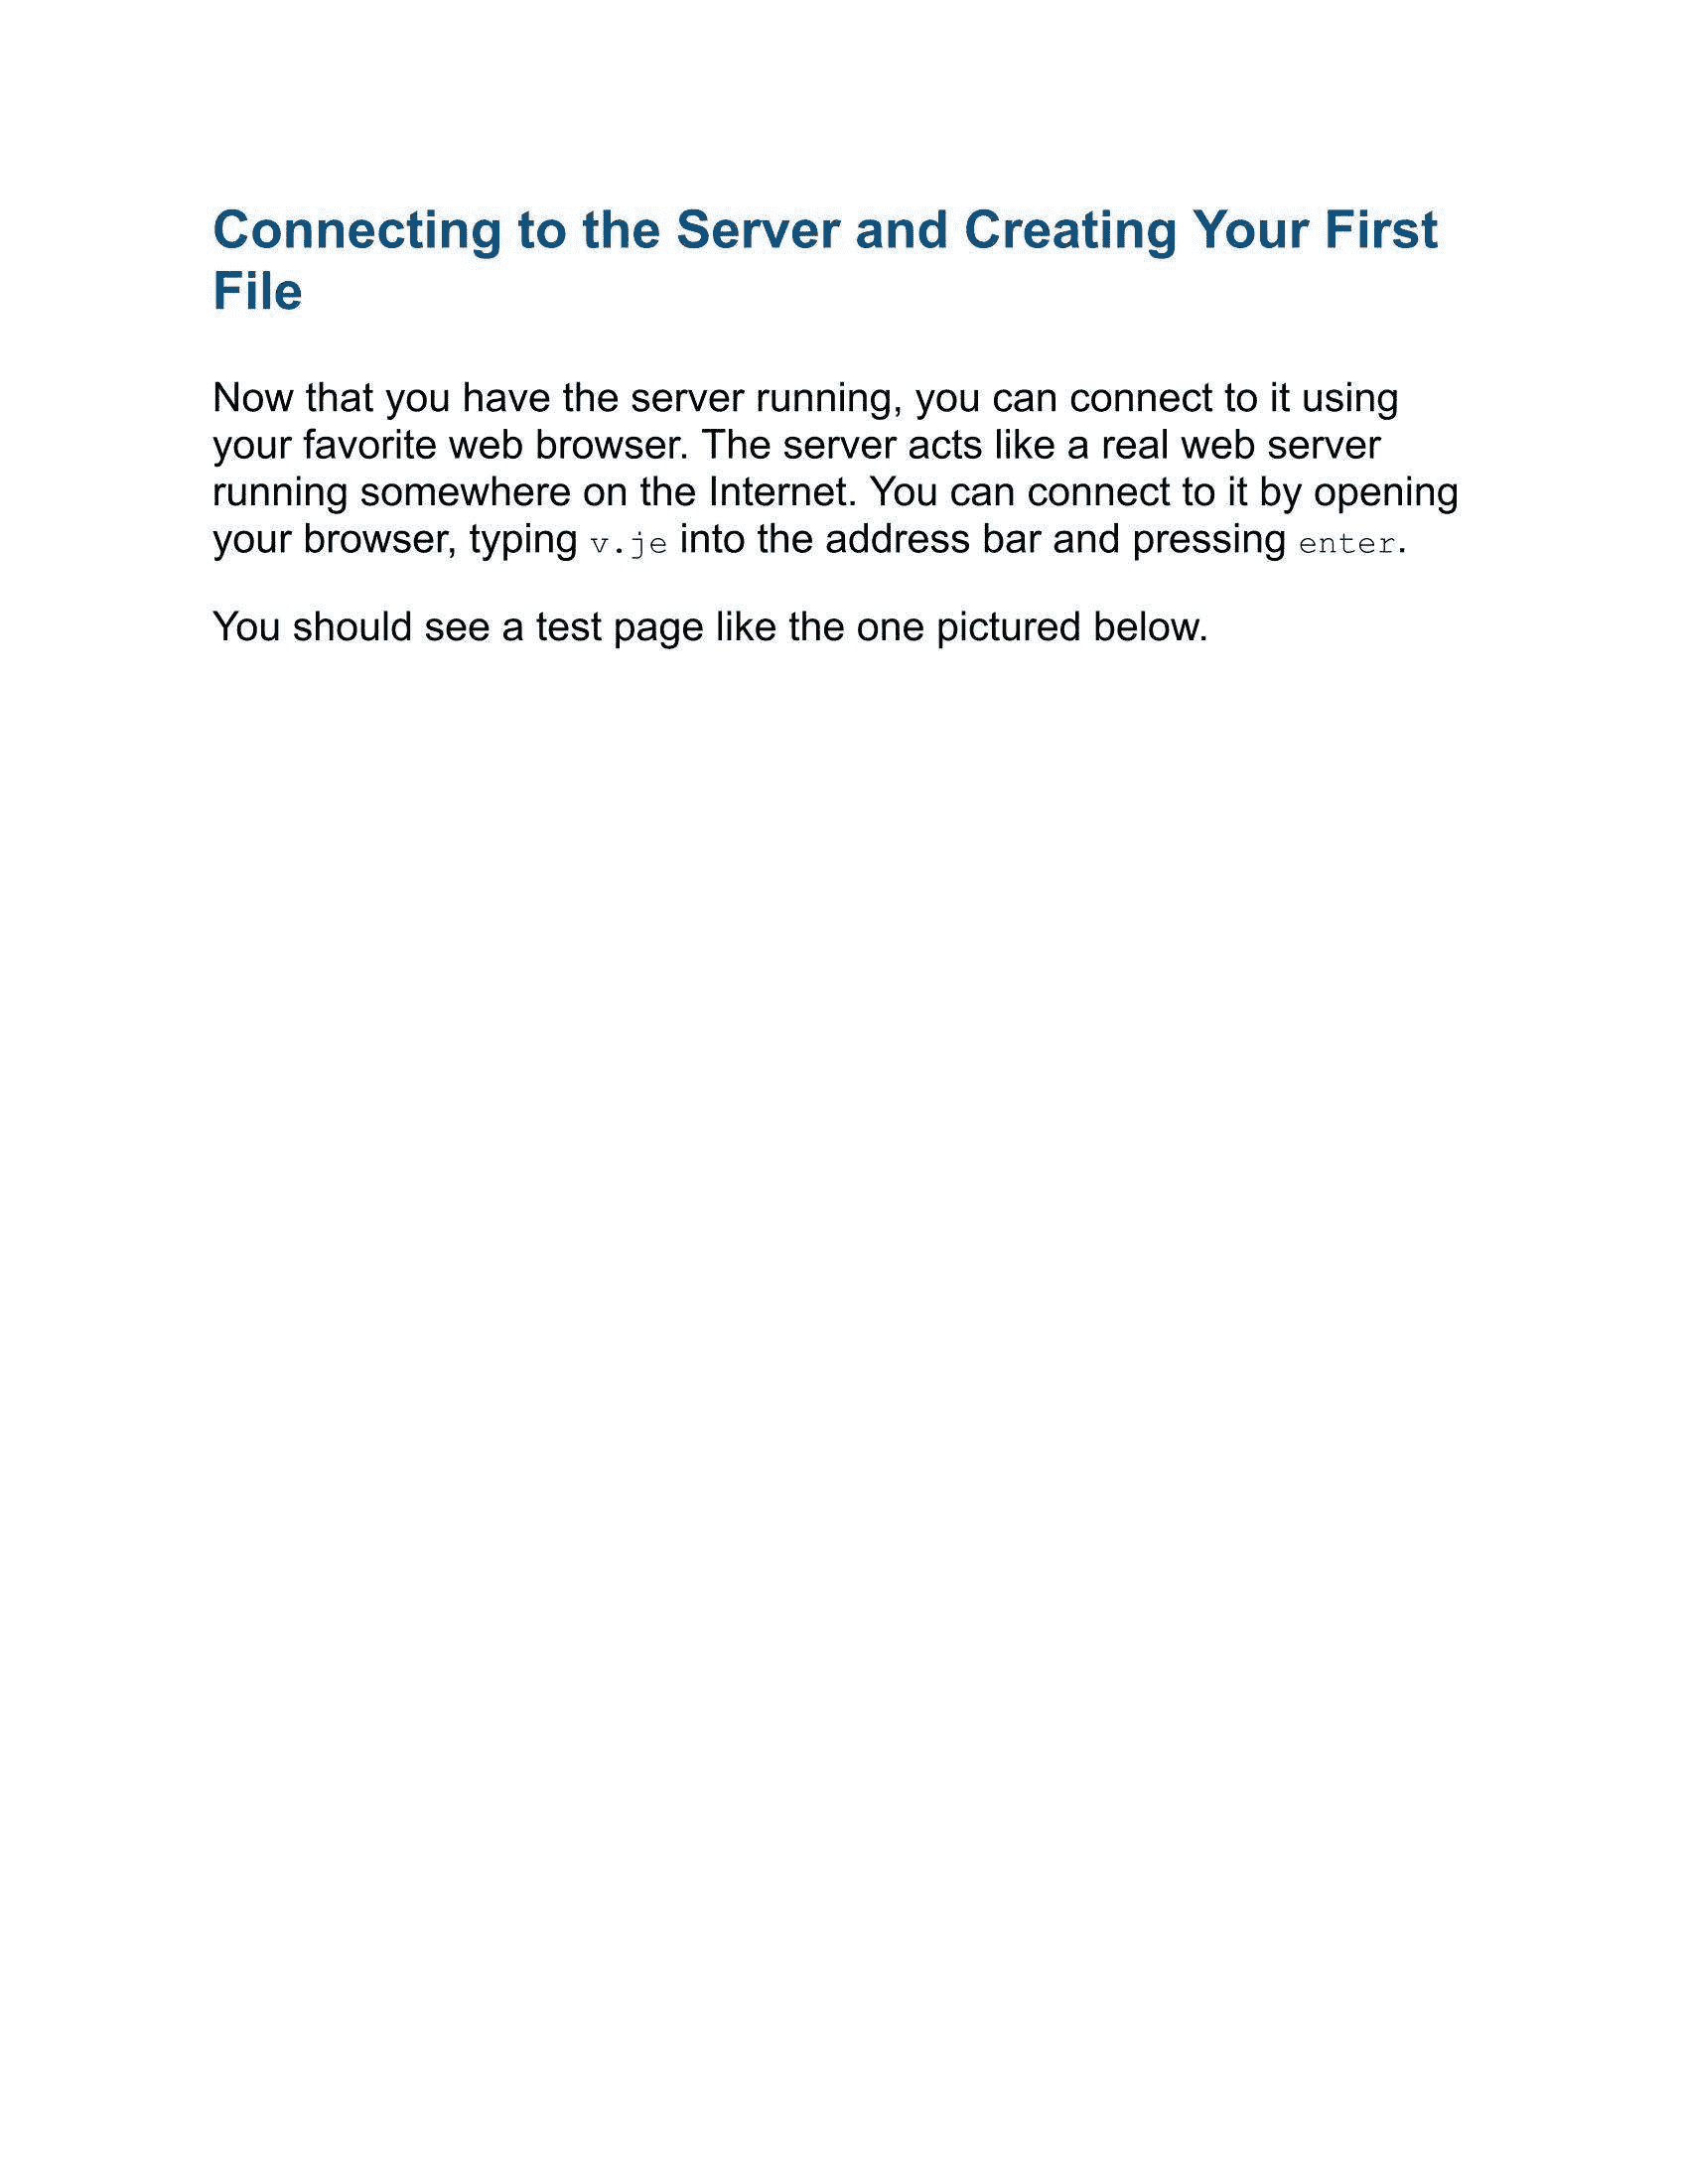 Connecting to the Server and Creating Your First
File
Now that you have the server running, you can connect to it using
your favorite web browser. The server acts like a real web server
running somewhere on the Internet. You can connect to it by opening
your browser, typing v.je into the address bar and pressing enter.
You should see a test page like the one pictured below.